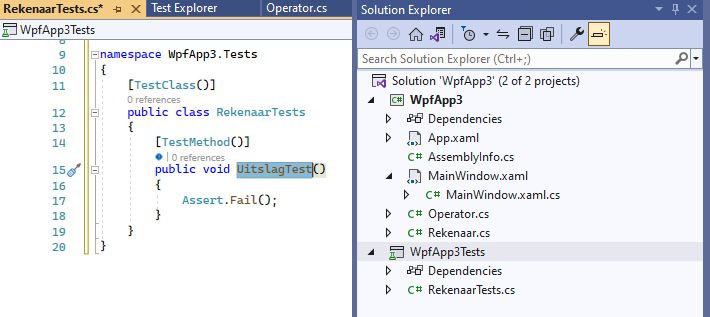 RekenaarTests.cs*
Test Explorer
Operator.cs
WpfApp3Tests
9 namespace WpfApp3.Tests
10 {
11 [TestClass()]
0 references
12 public class RekenaarTests
13 {
14 [TestMethod()]
| 0 references
15 public void UitslagTest()
16 {
17 Assert.Fail();
18 }
19 }
20 }
Solution Explorer
Search Solution Explorer (Ctrl+;)
Solution 'WpfApp3' (2 of 2 projects)
WpfApp3
Dependencies
App.xaml
C# AssemblyInfo.cs
MainWindow.xaml
C# MainWindow.xaml.cs
C# Operator.cs
C# Rekenaar.cs
WpfApp3Tests
Dependencies
C# RekenaarTests.cs